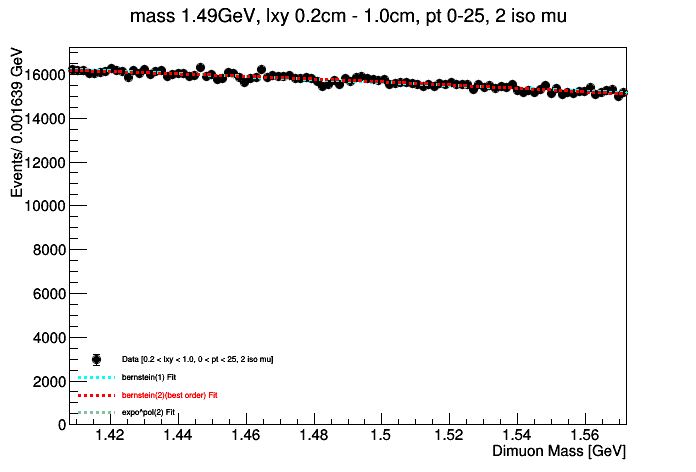 mass 1.49GeV, lxy 0.2cm - 1.0cm, pt 0-25, 2 iso mu
Events/ 0.001639 GeV
16000
14000
12000
10000
8000
6000
4000
2000
0
Data [0.2 < lxy < 1.0, 0 < pt < 25, 2 iso mu]
bernstein(1) Fit
bernstein(2)(best order) Fit
expo^pol(2) Fit
1.42 1.44 1.46 1.48 1.5 1.52 1.54 1.56
Dimuon Mass [GeV]